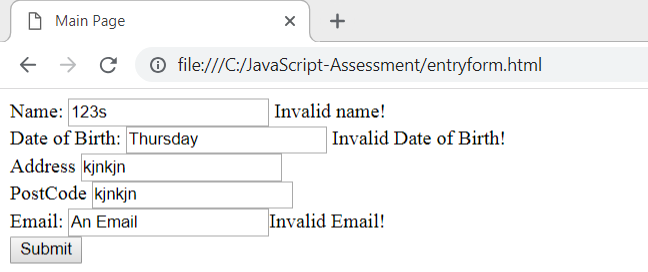 Main Page
file:///C:/JavaScript-Assessment/entryform.html
Name: 123s Invalid name!
Date of Birth: Thursday Invalid Date of Birth!
Address kjnkjn
PostCode kjnkjn
Email: An Email Invalid Email!
Submit